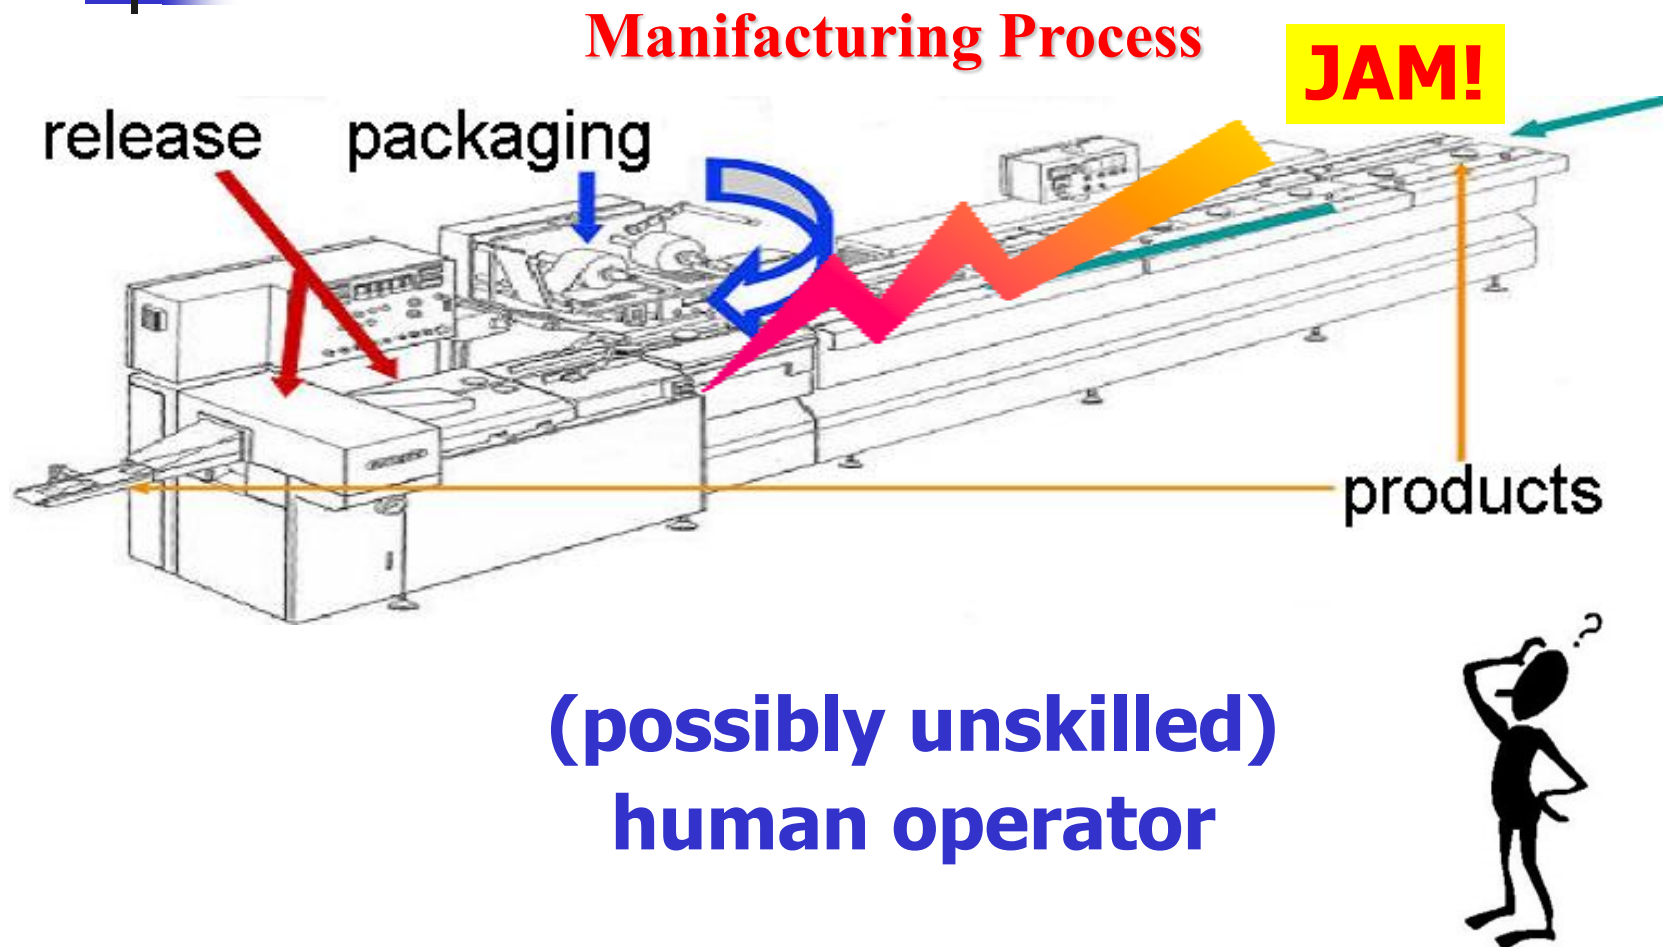 Manifacturing Process
JAM!
release
packaging
products
?
(possibly unskilled)
human operator